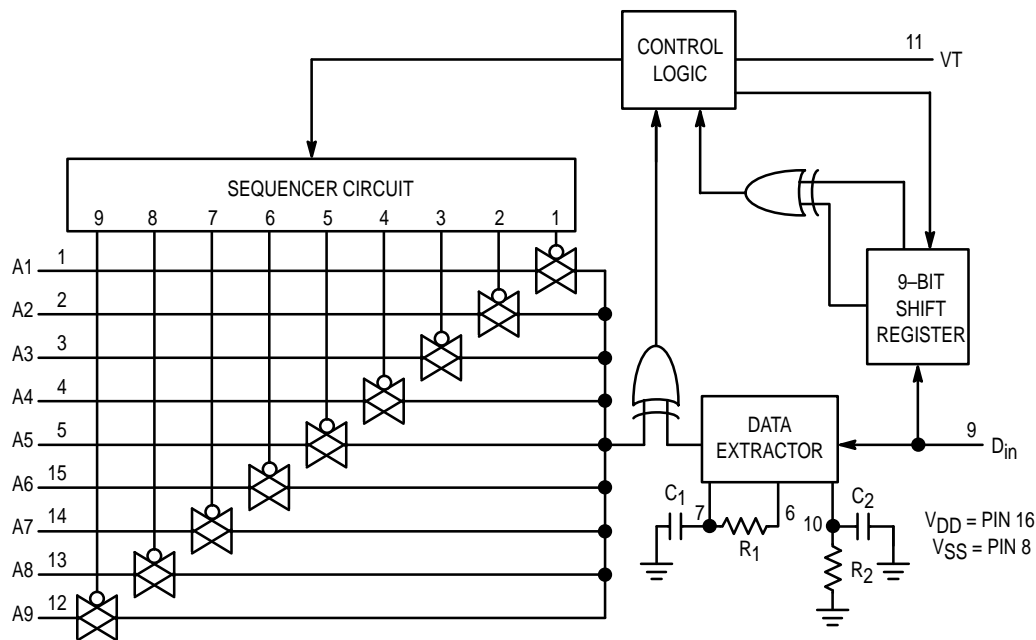 CONTROL
LOGIC
11
VT
SEQUENCER CIRCUIT
9 8 7 6 5 4 3 2 1
A1 1
A2 2
A3 3
A4 4
A5 5
A6 15
A7 14
A8 13
A9 12
9–BIT
SHIFT
REGISTER
DATA
EXTRACTOR
9
Din
C1
7
R1
6
10
C2
R2
VDD = PIN 16
VSS = PIN 8